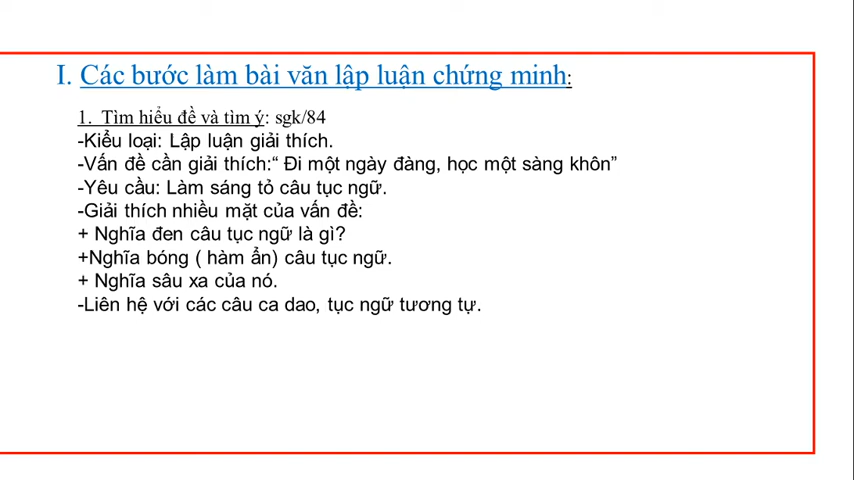 I. Các bước làm bài văn lập luận chứng minh:
1. Tìm hiểu đề và tìm ý: sgk/84
-Kiểu loại: Lập luận giải thích.
-Vấn đề cần giải thích:“ Đi một ngày đàng, học một sàng khôn”
-Yêu cầu: Làm sáng tỏ câu tục ngữ.
-Giải thích nhiều mặt của vấn đề:
+ Nghĩa đen câu tục ngữ là gì?
+Nghĩa bóng ( hàm ẩn) câu tục ngữ.
+ Nghĩa sâu xa của nó.
-Liên hệ với các câu ca dao, tục ngữ tương tự.